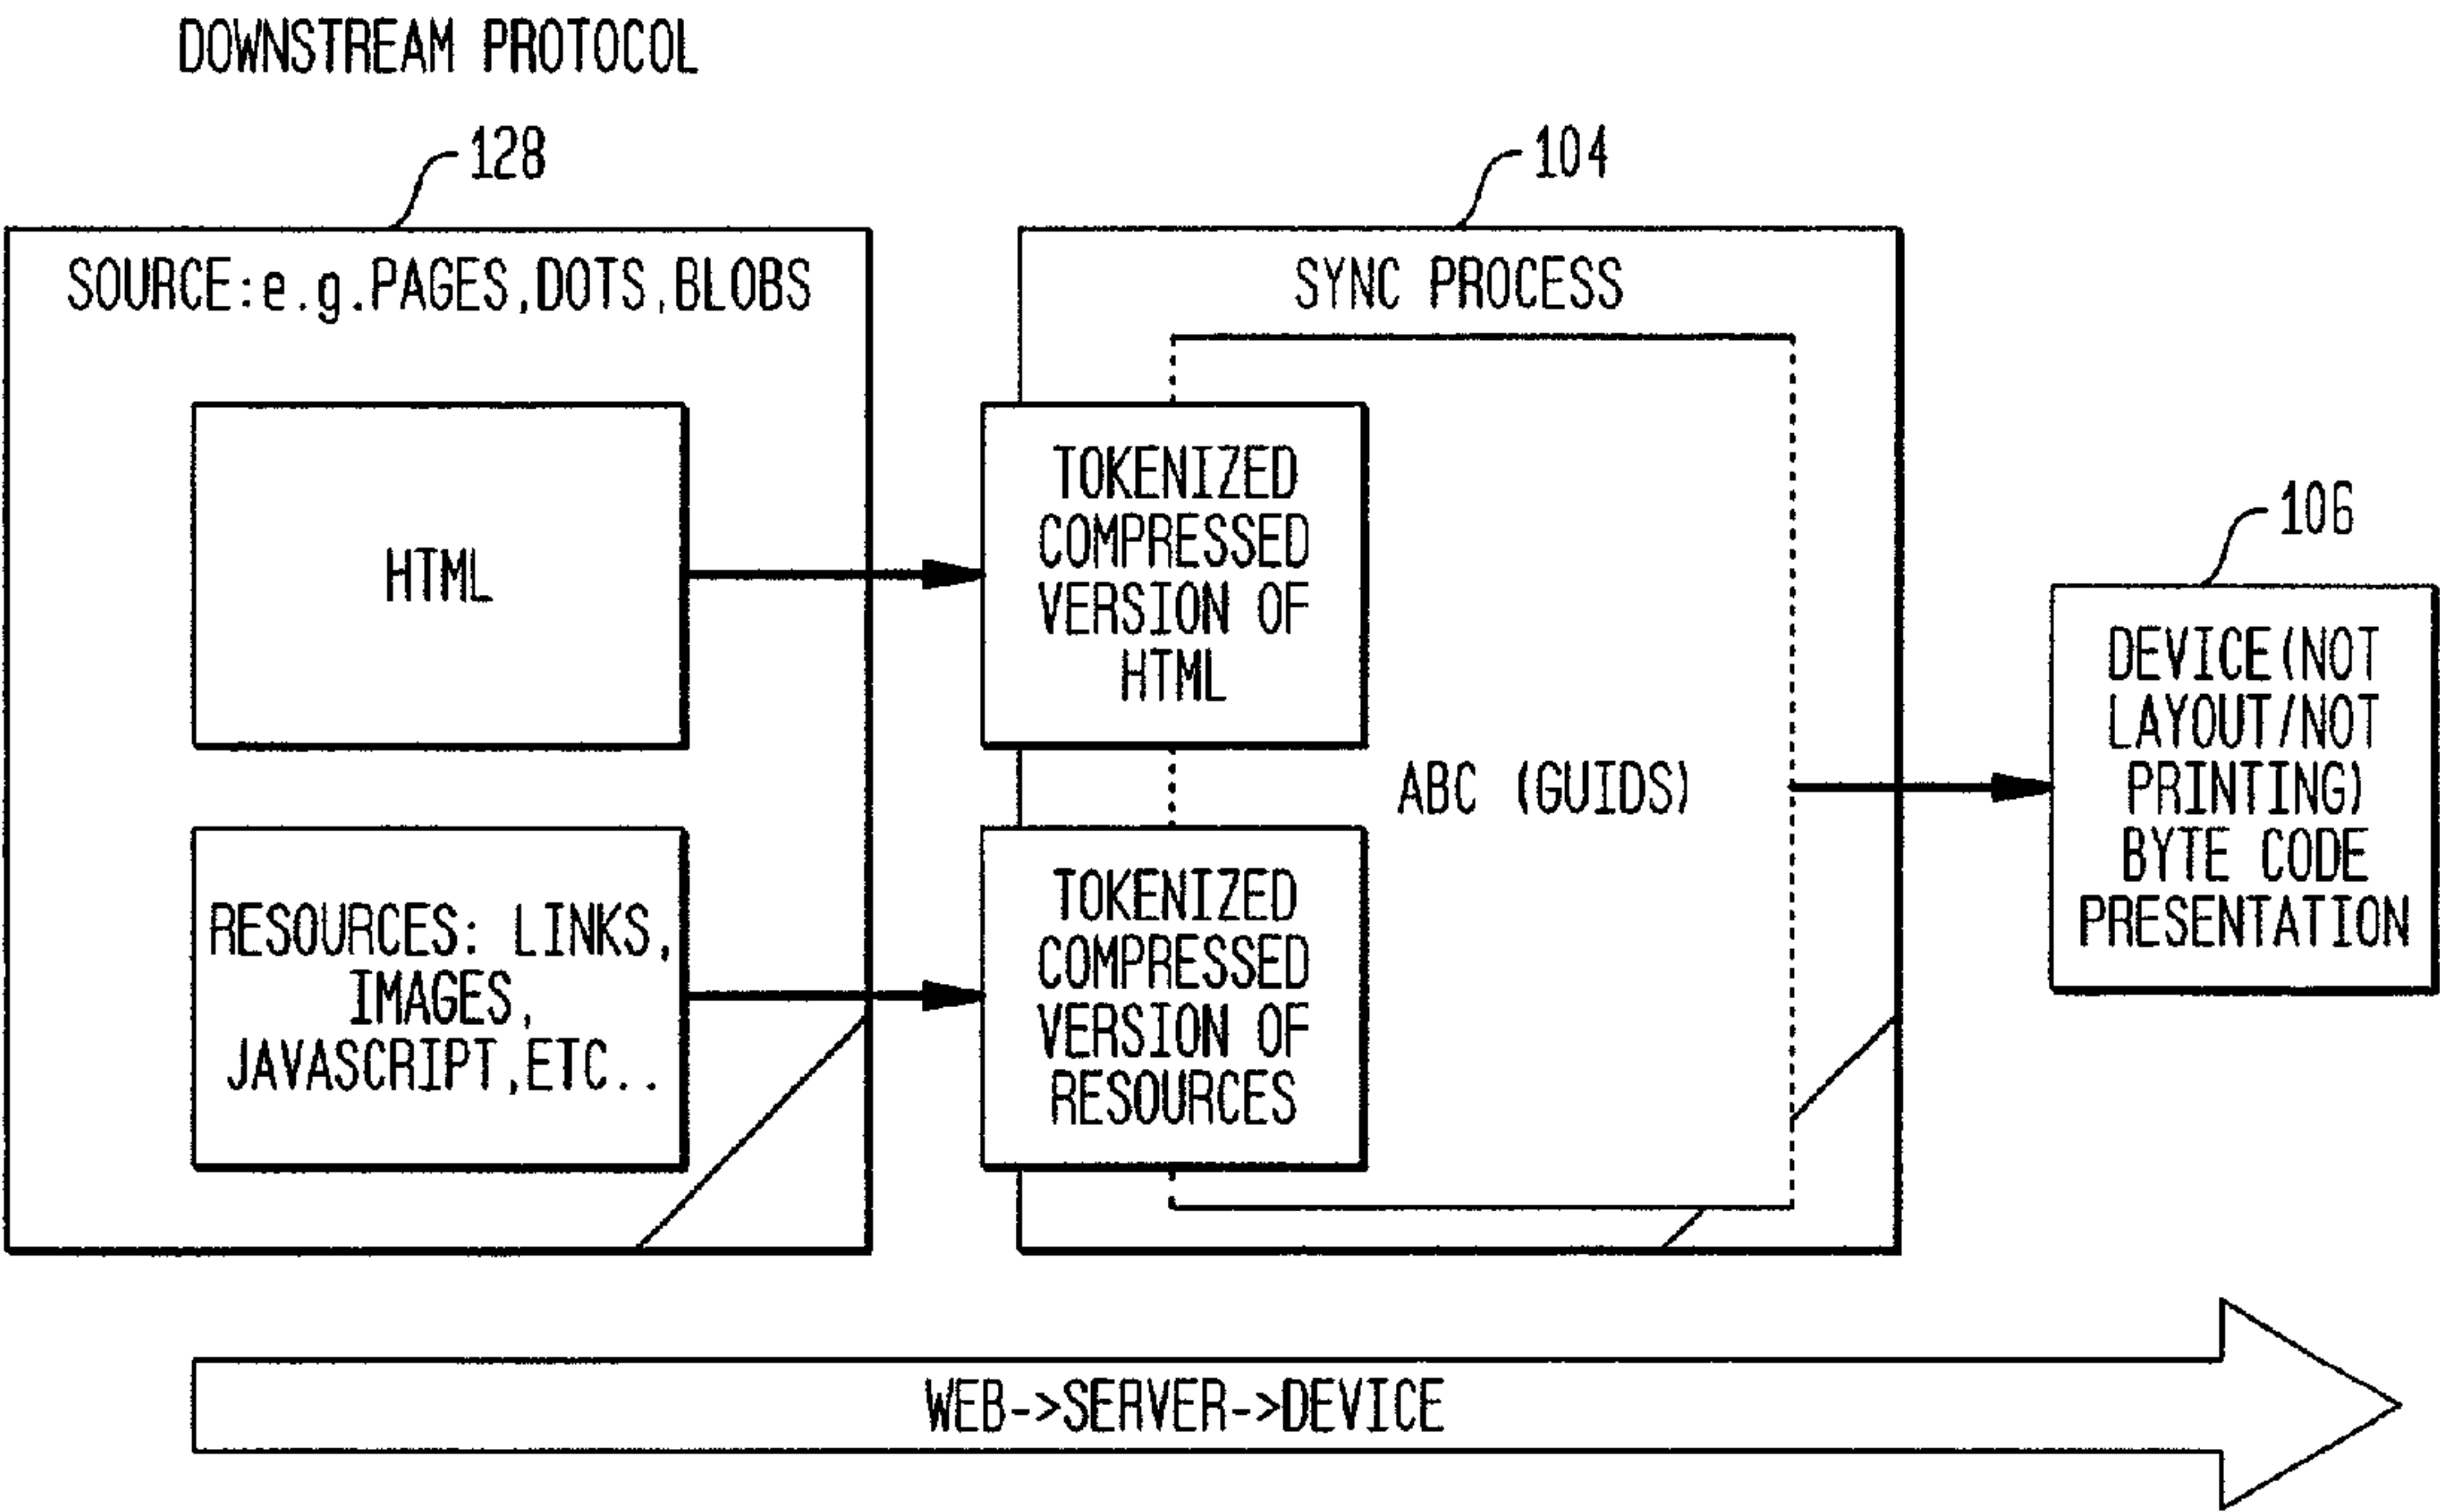 DOWNSTREAM PROTOCOL
128
104
SOURCE:e.g.PAGES,DOTS,BLOBS
SYNC PROCESS
HTML
TOKENIZED
COMPRESSED
VERSION OF
HTML
106
DEVICE(NOT
LAYOUT/NOT
PRINTING)
BYTE CODE
PRESENTATION
ABC (GUIDS)
RESOURCES: LINKS,
IMAGES,
JAVASCRIPT,ETC..
TOKENIZED
COMPRESSED
VERSION OF
RESOURCES
WEB->SERVER->DEVICE